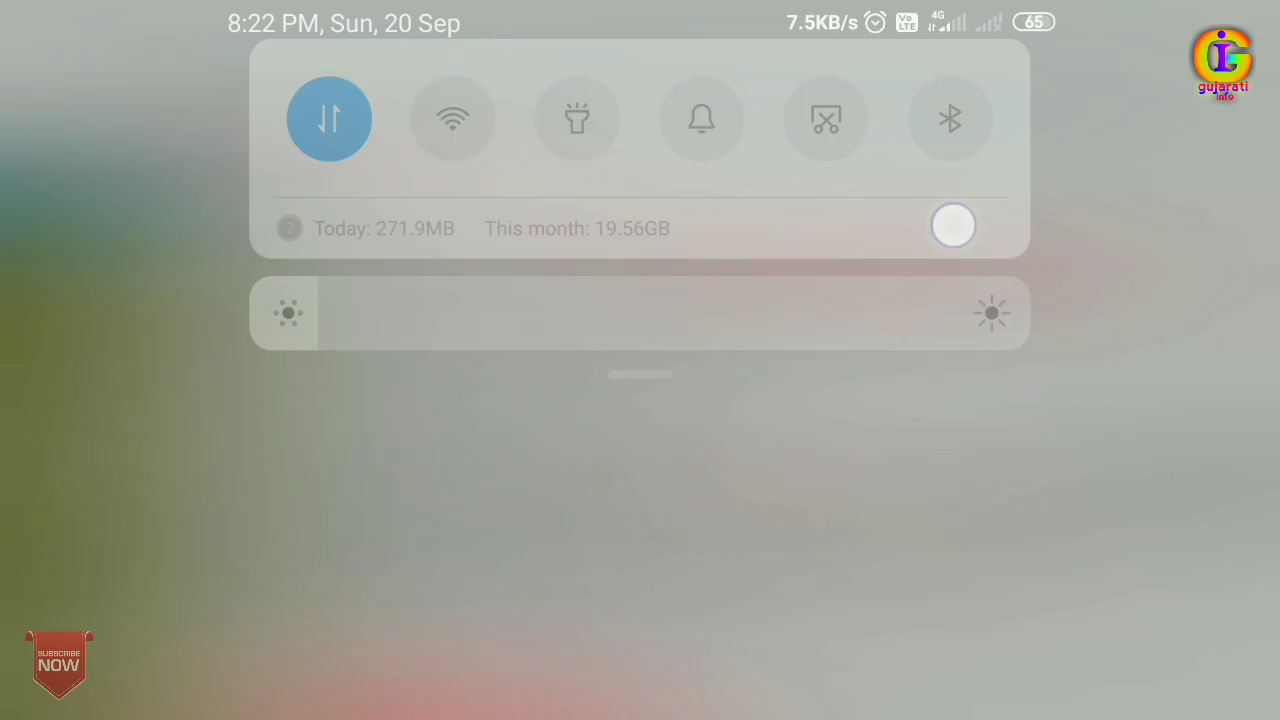 8:22 PM, Sun, 20 Sep
7.5KB/s
Vo
LTE
4G
65
gujarati
info
?
Today: 271.9MB
This month: 19.56GB
SUBSCRIBE
NOW